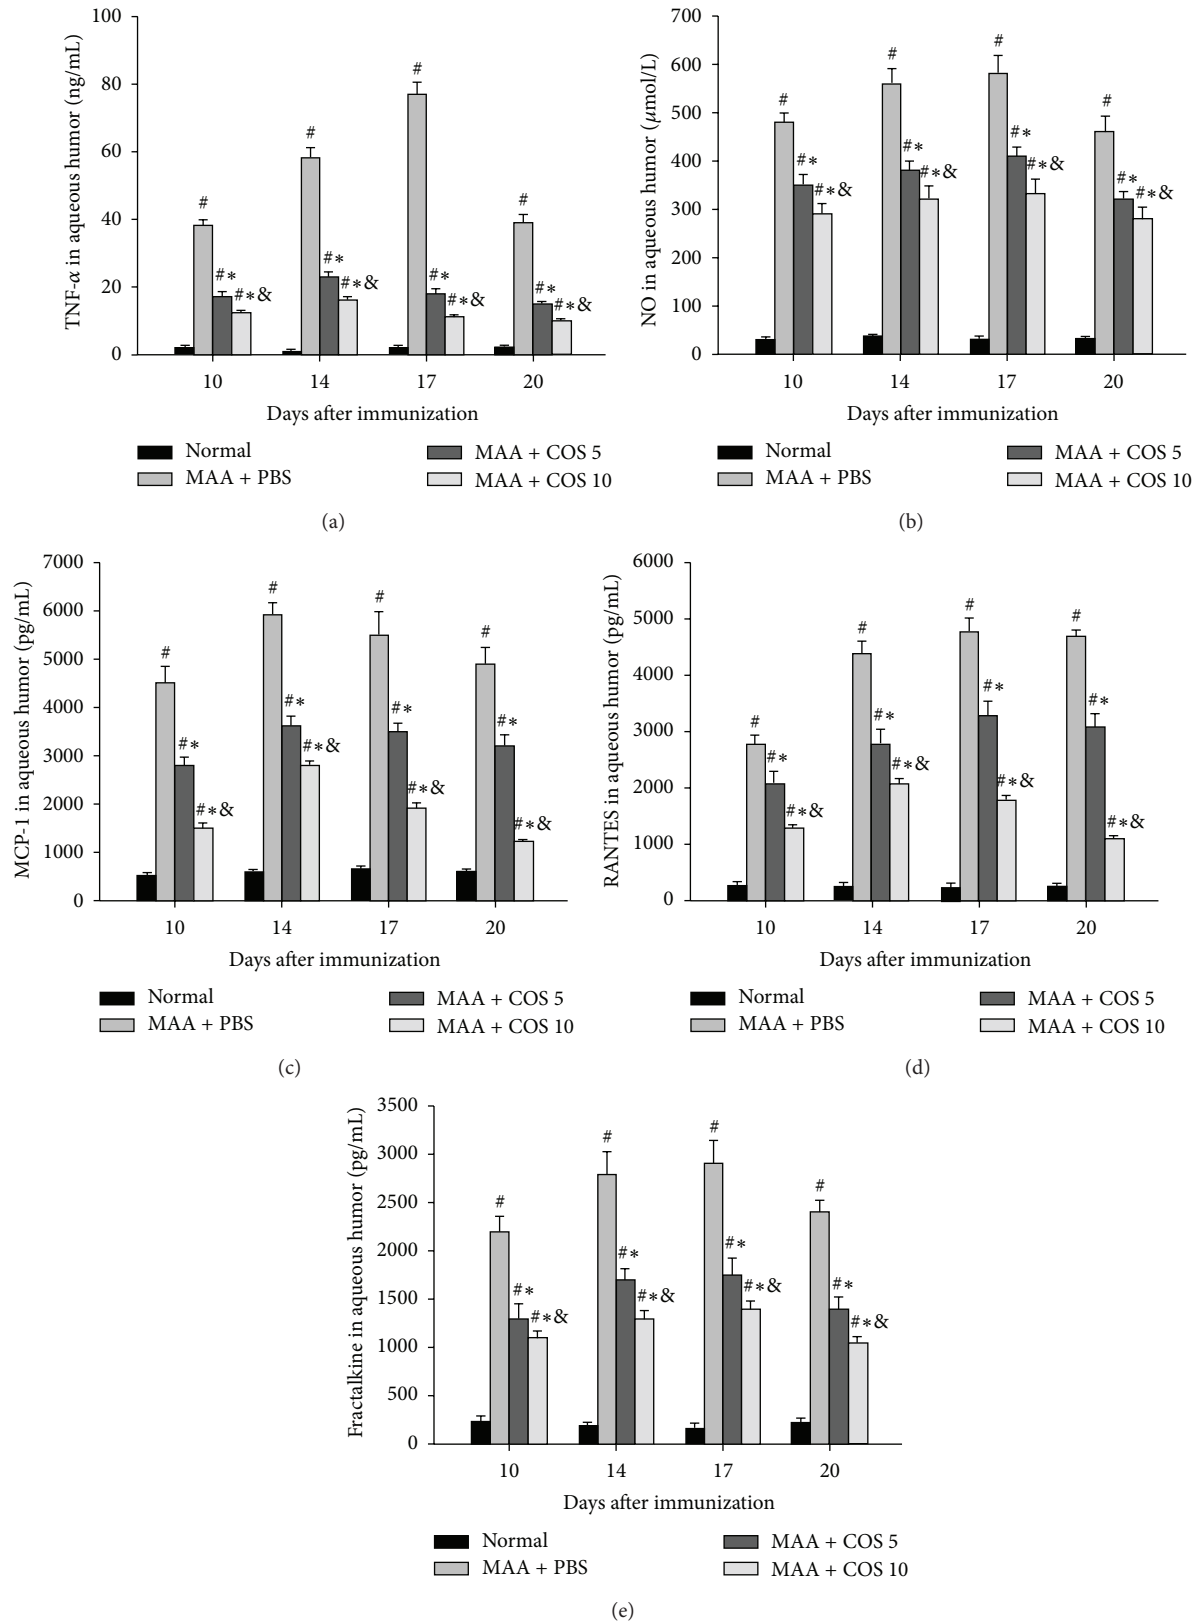 TNF-α in aqueous humor (ng/mL)
100
80
60
40
20
0
#
#*
#*&
#
#*
#*&
#
#*
#*&
#
#*
#*&
10 14 17 20
Days after immunization
Normal
MAA + PBS
MAA + COS 5
MAA + COS 10
(a)
NO in aqueous humor (μmol/L)
700
600
500
400
300
200
100
0
#
#*
#*&
#
#*
#*&
#
#*
#*&
#
#*
#*&
10 14 17 20
Days after immunization
Normal
MAA + PBS
MAA + COS 5
MAA + COS 10
(b)
MCP-1 in aqueous humor (pg/mL)
7000
6000
5000
4000
3000
2000
1000
0
#
#*
#*&
#
#*
#*&
#
#*
#*&
#
#*
#*&
10 14 17 20
Days after immunization
Normal
MAA + PBS
MAA + COS 5
MAA + COS 10
(c)
RANTES in aqueous humor (pg/mL)
6000
5000
4000
3000
2000
1000
0
#
#*
#*&
#
#*
#*&
#
#*
#*&
#
#*
#*&
10 14 17 20
Days after immunization
Normal
MAA + PBS
MAA + COS 5
MAA + COS 10
(d)
Fractalkine in aqueous humor (pg/mL)
3500
3000
2500
2000
1500
1000
500
0
#
#*
#*&
#
#*
#*&
#
#*
#*&
#
#*
#*&
10 14 17 20
Days after immunization
Normal
MAA + PBS
MAA + COS 5
MAA + COS 10
(e)